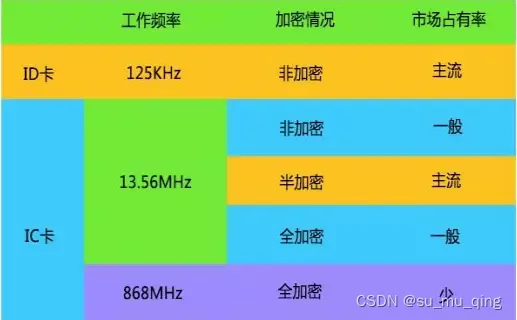 工作频率 加密情况 市场占有率
ID卡 125KHz 非加密 主流
非加密 一般
13.56MHz 半加密 主流
IC卡 全加密 一般
868MHz 全加密 少
CSDN @su_mu_qing